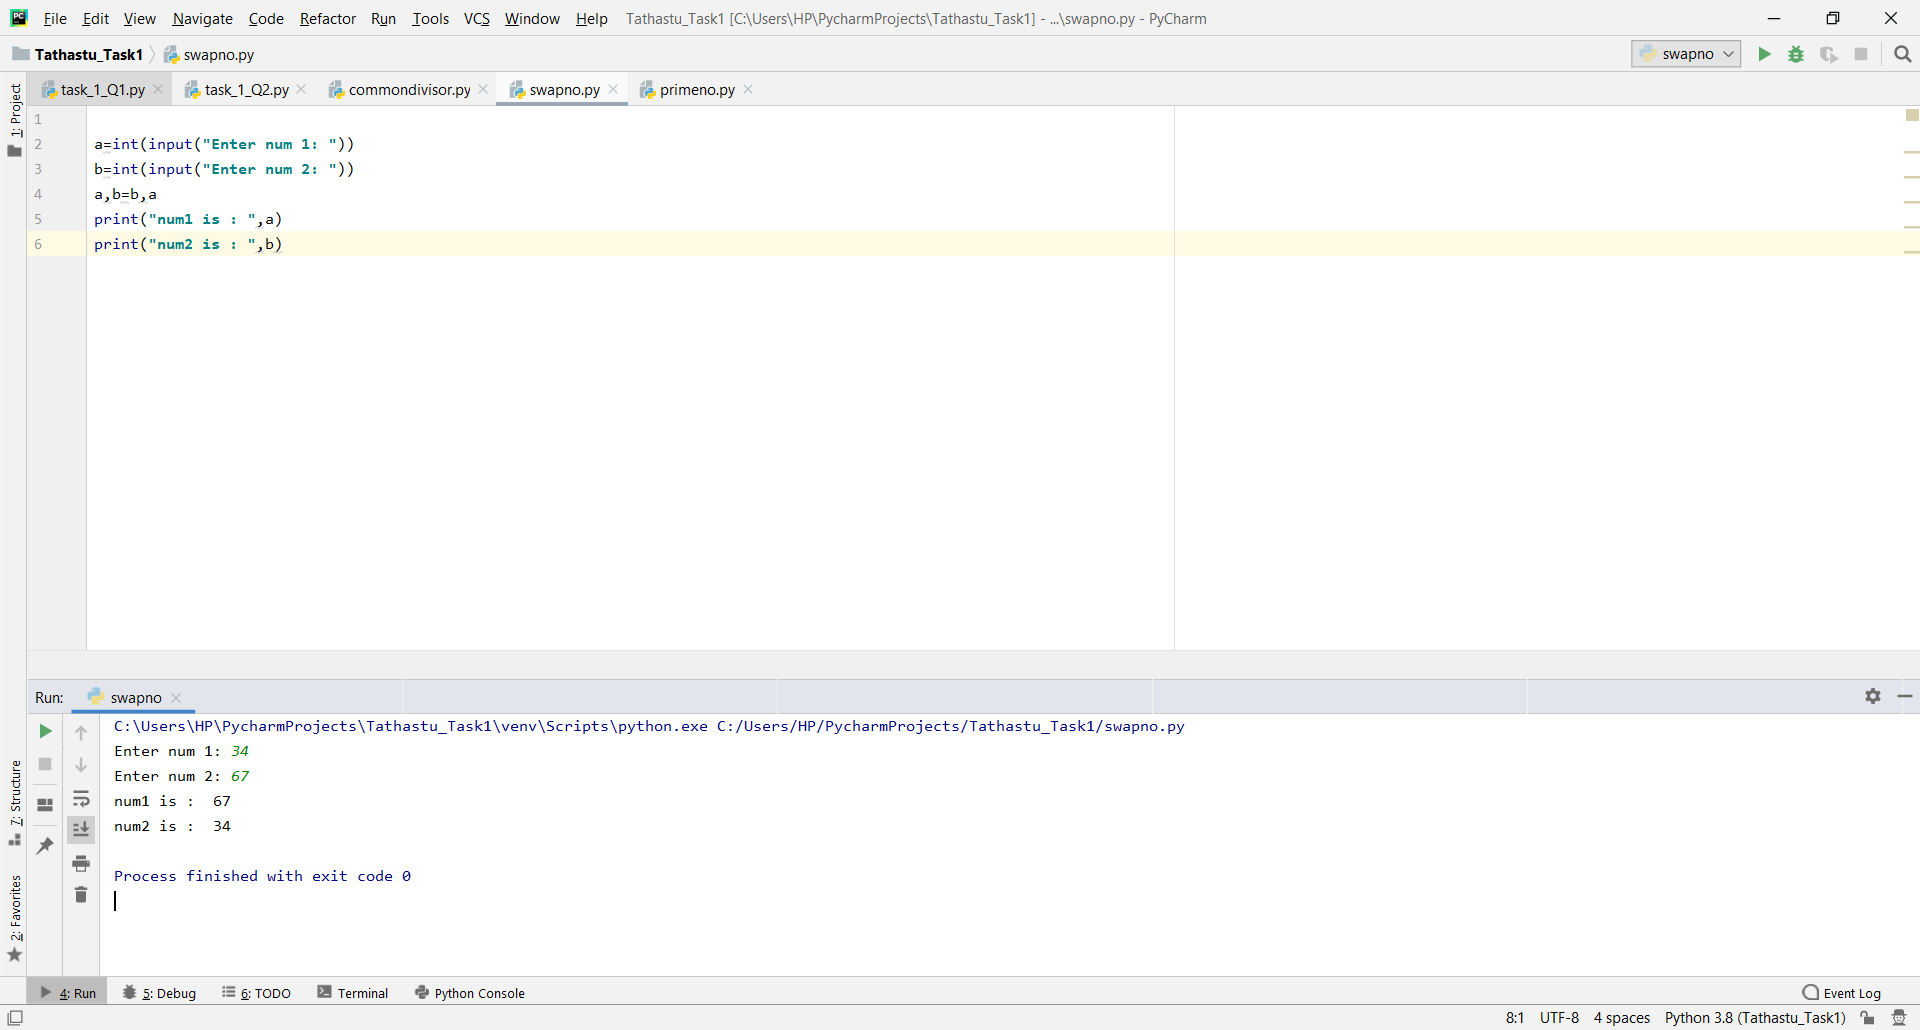 PC File Edit View Navigate Code Refactor Run Tools VCS Window Help Tathastu_Task1 [C:\Users\HP\PycharmProjects\Tathastu_Task1] - ...\swapno.py - PyCharm
Tathastu_Task1 swapno.py swapno
task_1_Q1.py task_1_Q2.py commondivisor.py swapno.py primeno.py
1: Project
1
2 a=int(input("Enter num 1: "))
3 b=int(input("Enter num 2: "))
4 a,b=b,a
5 print("num1 is : ",a)
6 print("num2 is : ",b)
Run: swapno
C:\Users\HP\PycharmProjects\Tathastu_Task1\venv\Scripts\python.exe C:/Users/HP/PycharmProjects/Tathastu_Task1/swapno.py
Enter num 1: 34
Enter num 2: 67
num1 is :  67
num2 is :  34
Process finished with exit code 0
7: Structure
2: Favorites
4: Run 5: Debug 6: TODO Terminal Python Console Event Log
8:1 UTF-8 4 spaces Python 3.8 (Tathastu_Task1)